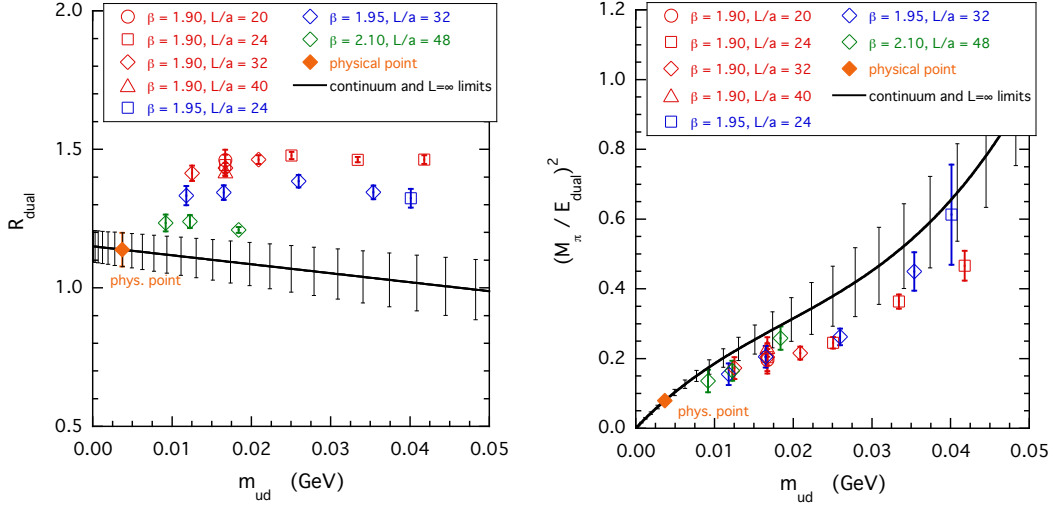 β = 1.90, L/a = 20
β = 1.90, L/a = 24
β = 1.90, L/a = 32
β = 1.90, L/a = 40
β = 1.95, L/a = 24
β = 1.95, L/a = 32
β = 2.10, L/a = 48
physical point
continuum and L=∞ limits
2.0
1.5
1.0
0.5
R_dual
phys. point
0.00 0.01 0.02 0.03 0.04 0.05
m_ud (GeV)
β = 1.90, L/a = 20
β = 1.90, L/a = 24
β = 1.90, L/a = 32
β = 1.90, L/a = 40
β = 1.95, L/a = 24
β = 1.95, L/a = 32
β = 2.10, L/a = 48
physical point
continuum and L=∞ limits
1.2
1.0
0.8
0.6
0.4
0.2
0.0
(M_π / E_dual)^2
phys. point
0.00 0.01 0.02 0.03 0.04 0.05
m_ud (GeV)